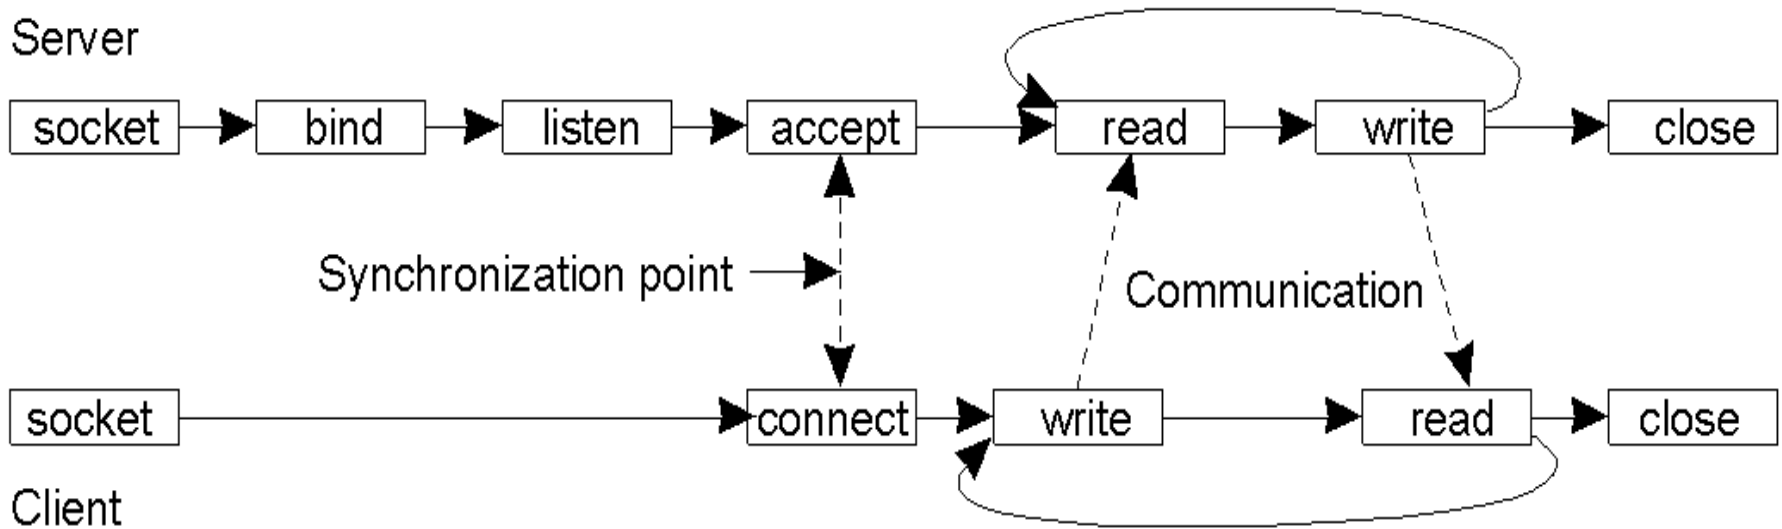 Server
socket bind listen accept read write close
Synchronization point
Communication
socket connect write read close
Client